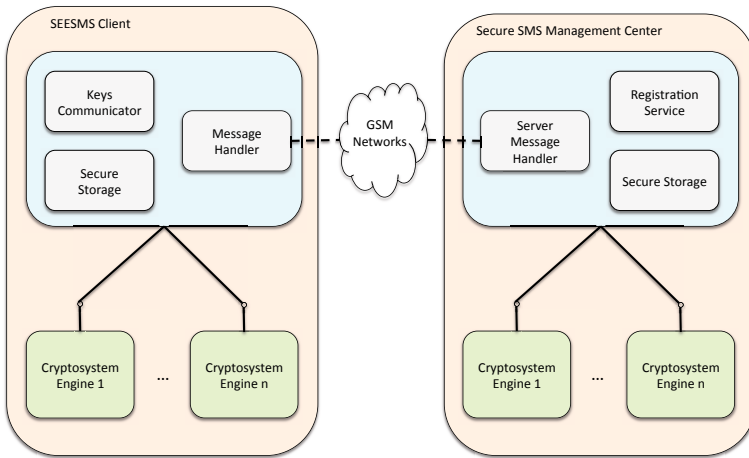 SEESMS Client
Keys
Communicator
Message
Handler
Secure
Storage
Cryptosystem
Engine 1
...
Cryptosystem
Engine n
GSM
Networks
Secure SMS Management Center
Server
Message
Handler
Registration
Service
Secure Storage
Cryptosystem
Engine 1
...
Cryptosystem
Engine n